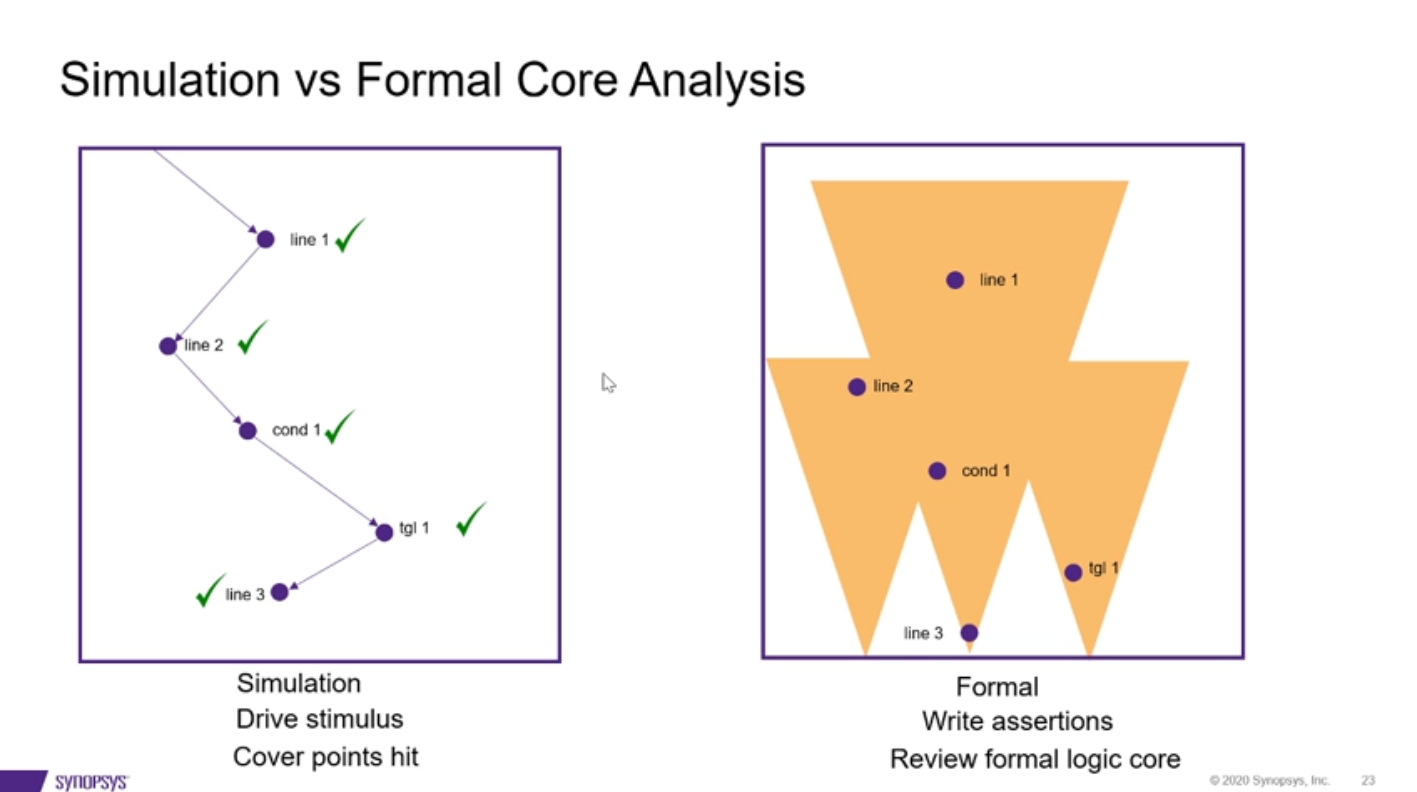 Simulation vs Formal Core Analysis
line 1
line 2
cond 1
tgl 1
line 3
Simulation
Drive stimulus
Cover points hit
line 1
line 2
cond 1
tgl 1
line 3
Formal
Write assertions
Review formal logic core
SYNOPSYS
© 2020 Synopsys, Inc.
23